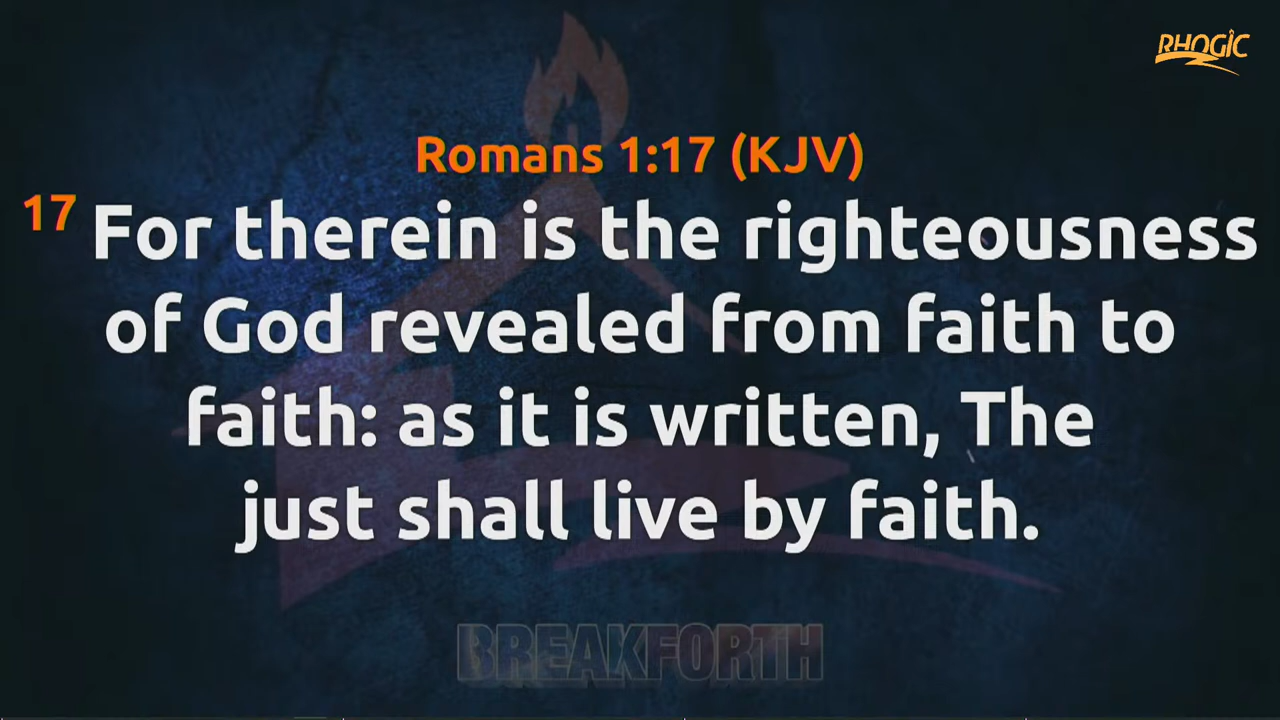 RHOGIC
Romans 1:17 (KJV)
17 For therein is the righteousness
of God revealed from faith to
faith: as it is written, The
just shall live by faith.
BREAKFORTH